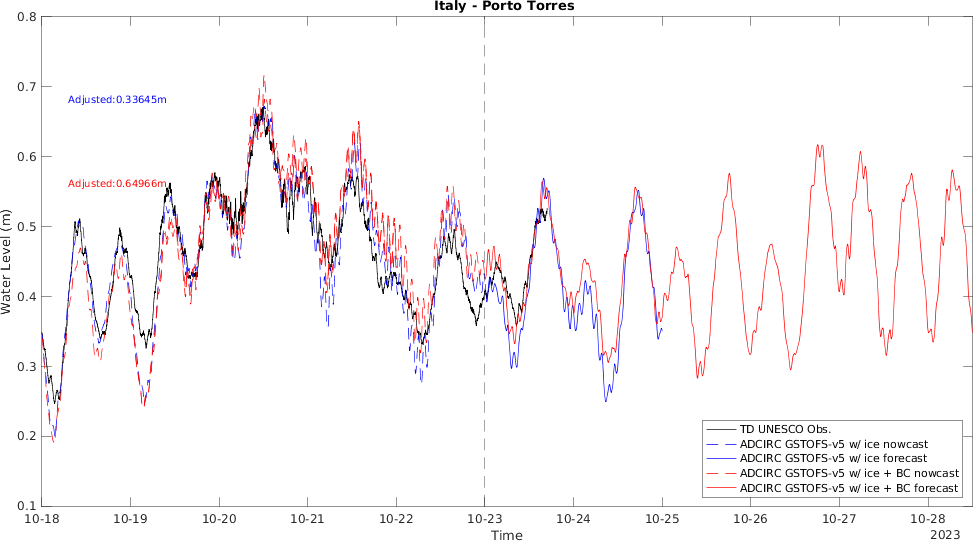 Italy - Porto Torres
0.8
0.7
0.6
0.5
0.4
0.3
0.2
0.1
Water Level (m)
Adjusted:0.33645m
Adjusted:0.64966m
TD UNESCO Obs.
ADCIRC GSTOFS-v5 w/ ice nowcast
ADCIRC GSTOFS-v5 w/ ice forecast
ADCIRC GSTOFS-v5 w/ ice + BC nowcast
ADCIRC GSTOFS-v5 w/ ice + BC forecast
10-18 10-19 10-20 10-21 10-22 10-23 10-24 10-25 10-26 10-27 10-28
Time
2023